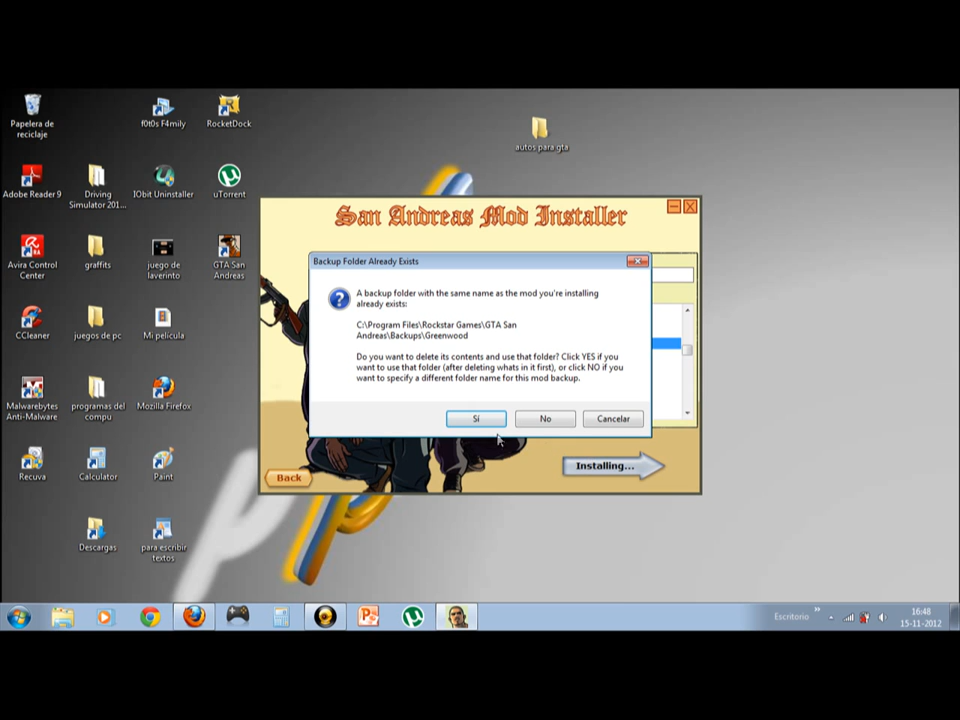 Papelera de
reciclaje
f0t0s F4mily
RocketDock
autos para gta
Adobe Reader 9
Driving
Simulator 201...
IObit Uninstaller
uTorrent
San Andreas Mod Installer
Avira Control
Center
graffits
juego de
laverinto
GTA San
Andreas
Backup Folder Already Exists
A backup folder with the same name as the mod you're installing
already exists:
C:\Program Files\Rockstar Games\GTA San
Andreas\Backups\Greenwood
Do you want to delete its contents and use that folder? Click YES if you
want to use that folder (after deleting whats in it first), or click NO if you
want to specify a different folder name for this mod backup.
Sí
No
Cancelar
CCleaner
juegos de pc
Mi pelicula
Malwarebytes
Anti-Malware
programas del
compu
Mozilla Firefox
Installing...
Back
Recuva
Calculator
Paint
Descargas
para escribir
textos
Escritorio
16:48
15-11-2012